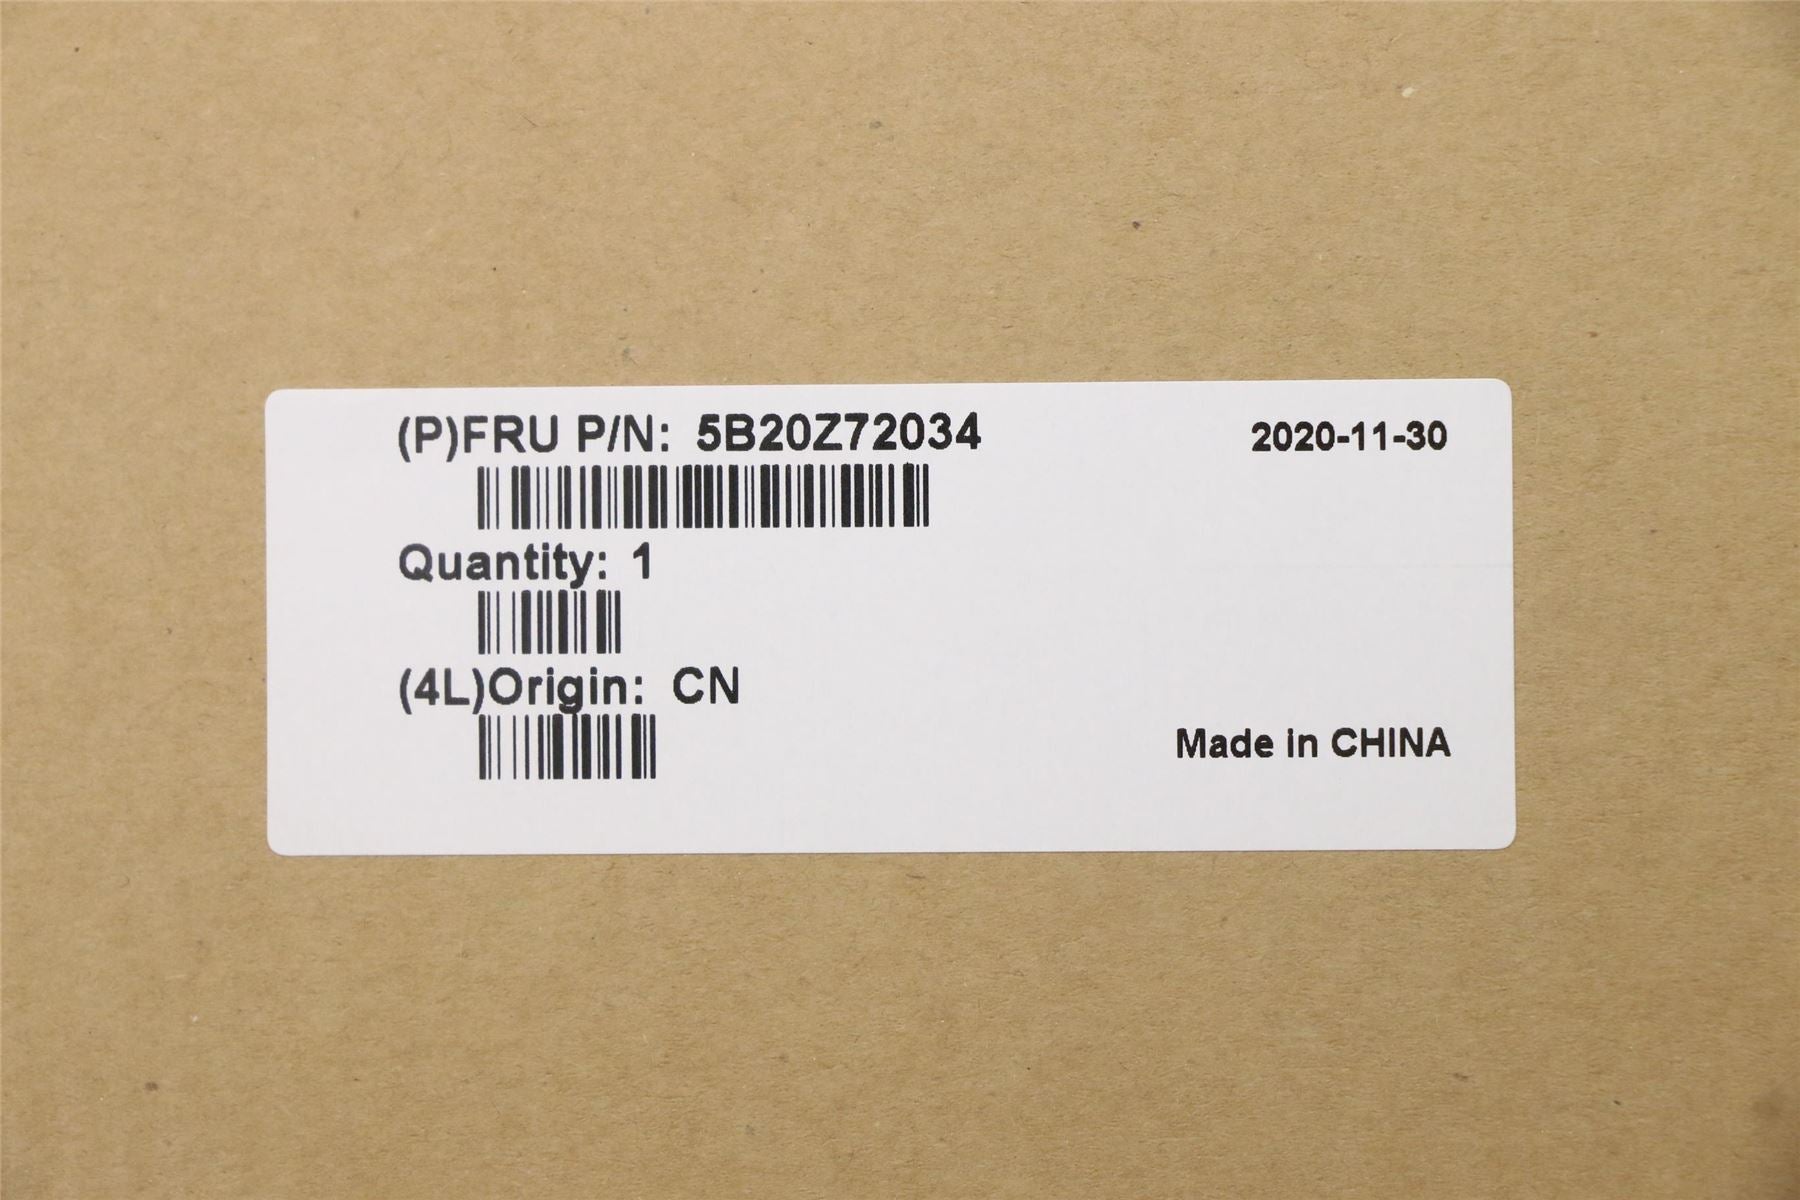 (P)FRU P/N: 5B20Z72034
2020-11-30
Quantity: 1
(4L)Origin: CN
Made in CHINA